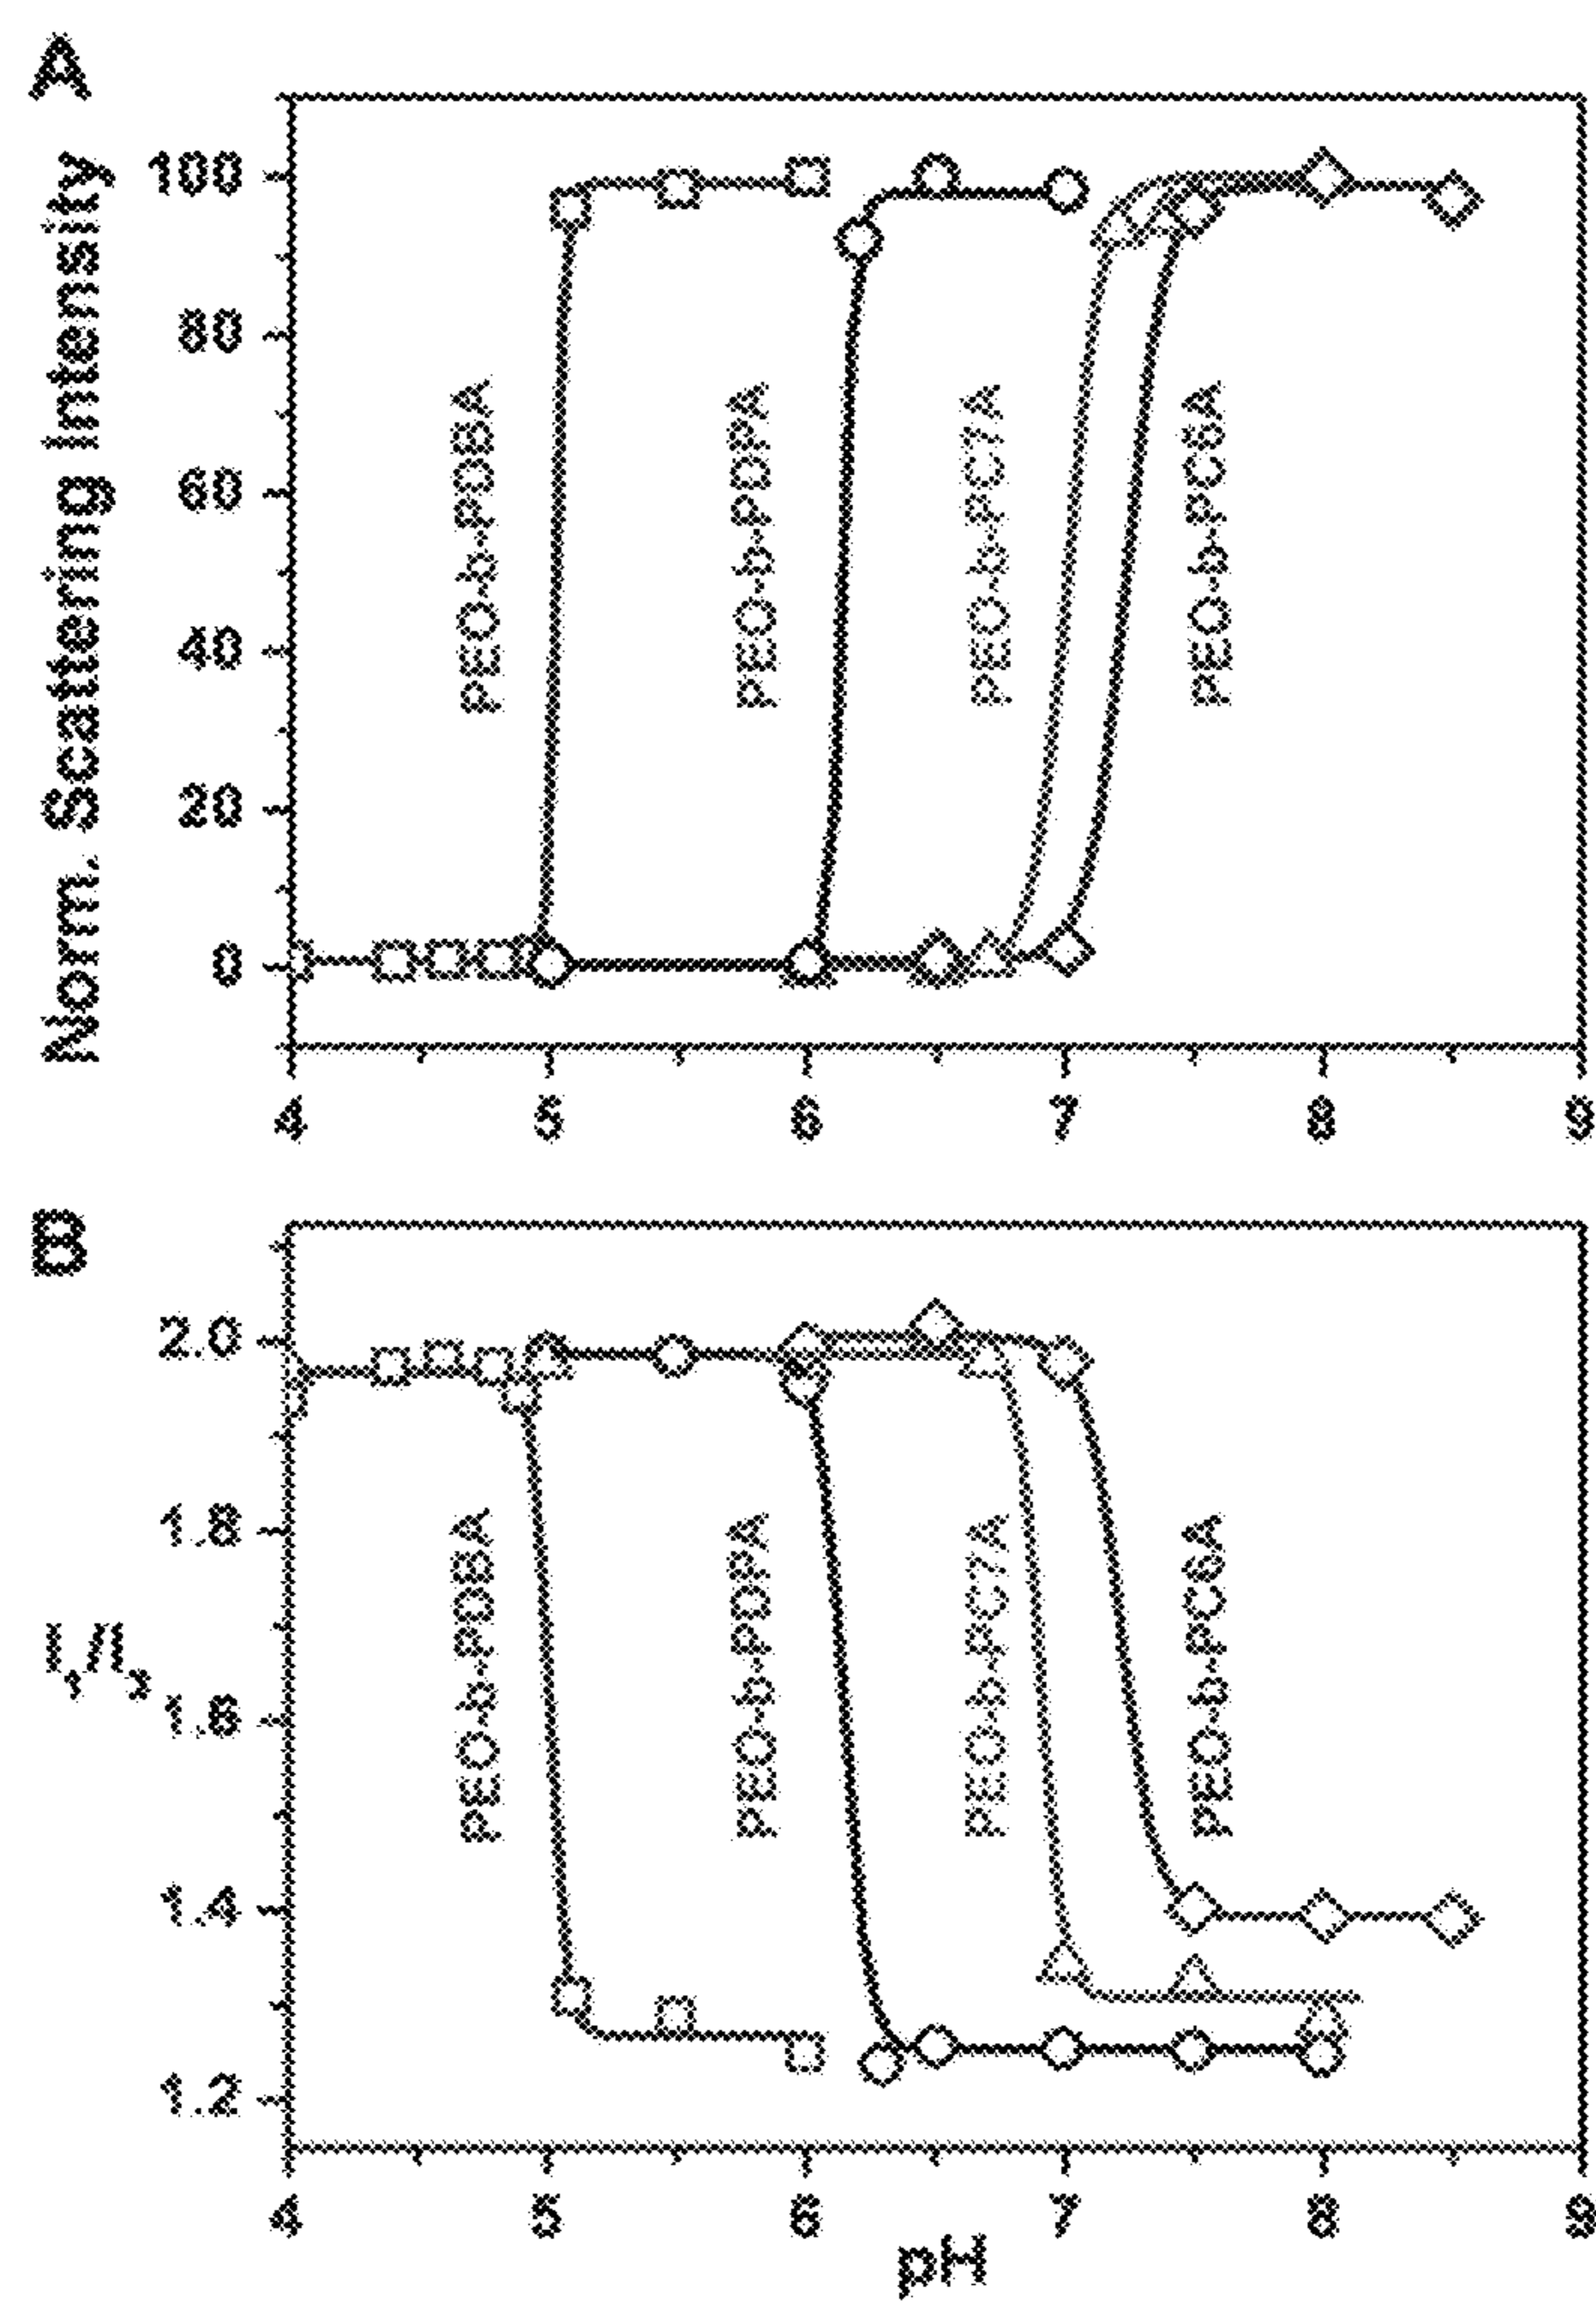 A
Norm. Scattering Intensity
100
80
60
40
20
0
PEO-b-PDBA
PEO-b-PDPA
PEO-b-PC7A
PEO-b-PC6A
4 5 6 7 8 9
B
I1/I3
2.0
1.8
1.6
1.4
1.2
PEO-b-PDBA
PEO-b-PDPA
PEO-b-PC7A
PEO-b-PC6A
4 5 6 7 8 9
pH